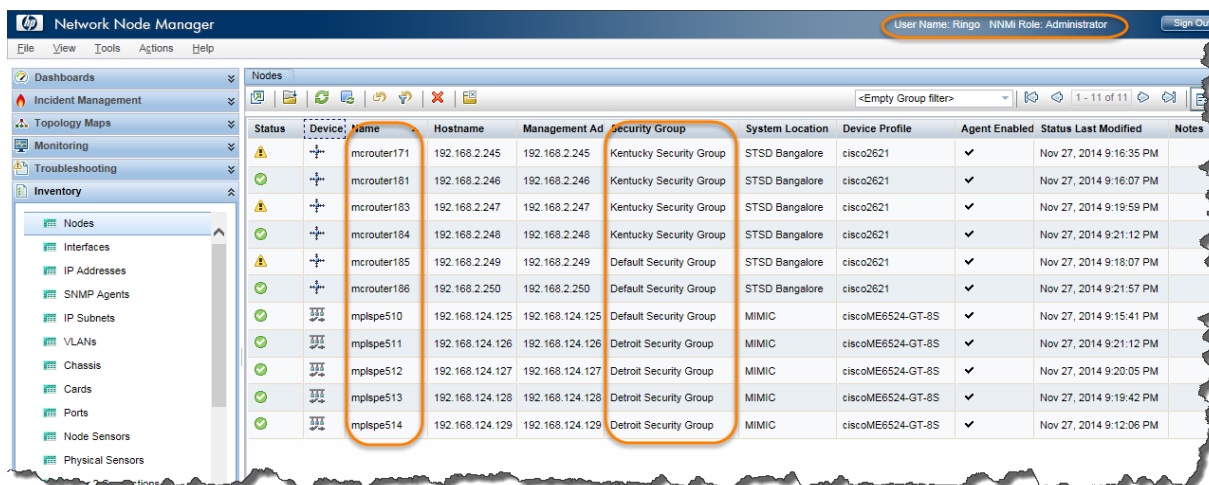 hp Network Node Manager User Name: Ringo NNMi Role: Administrator Sign Ou
File View Tools Actions Help
Dashboards
Incident Management
Topology Maps
Monitoring
Troubleshooting
Inventory
Nodes
Interfaces
IP Addresses
SNMP Agents
IP Subnets
VLANs
Chassis
Cards
Ports
Node Sensors
Physical Sensors
Nodes
<Empty Group filter> 1 - 11 of 11
Status Device Name Hostname Management Ad Security Group System Location Device Profile Agent Enabled Status Last Modified Notes
mcrouter171 192.168.2.245 192.168.2.245 Kentucky Security Group STSD Bangalore cisco2621 Nov 27, 2014 9:16:35 PM
mcrouter181 192.168.2.246 192.168.2.246 Kentucky Security Group STSD Bangalore cisco2621 Nov 27, 2014 9:16:07 PM
mcrouter183 192.168.2.247 192.168.2.247 Kentucky Security Group STSD Bangalore cisco2621 Nov 27, 2014 9:19:59 PM
mcrouter184 192.168.2.248 192.168.2.248 Kentucky Security Group STSD Bangalore cisco2621 Nov 27, 2014 9:21:12 PM
mcrouter185 192.168.2.249 192.168.2.249 Default Security Group STSD Bangalore cisco2621 Nov 27, 2014 9:18:07 PM
mcrouter186 192.168.2.250 192.168.2.250 Default Security Group STSD Bangalore cisco2621 Nov 27, 2014 9:21:57 PM
mplspe510 192.168.124.125 192.168.124.125 Default Security Group MIMIC ciscoME6524-GT-8S Nov 27, 2014 9:15:41 PM
mplspe511 192.168.124.126 192.168.124.126 Detroit Security Group MIMIC ciscoME6524-GT-8S Nov 27, 2014 9:21:12 PM
mplspe512 192.168.124.127 192.168.124.127 Detroit Security Group MIMIC ciscoME6524-GT-8S Nov 27, 2014 9:20:05 PM
mplspe513 192.168.124.128 192.168.124.128 Detroit Security Group MIMIC ciscoME6524-GT-8S Nov 27, 2014 9:19:42 PM
mplspe514 192.168.124.129 192.168.124.129 Detroit Security Group MIMIC ciscoME6524-GT-8S Nov 27, 2014 9:12:06 PM